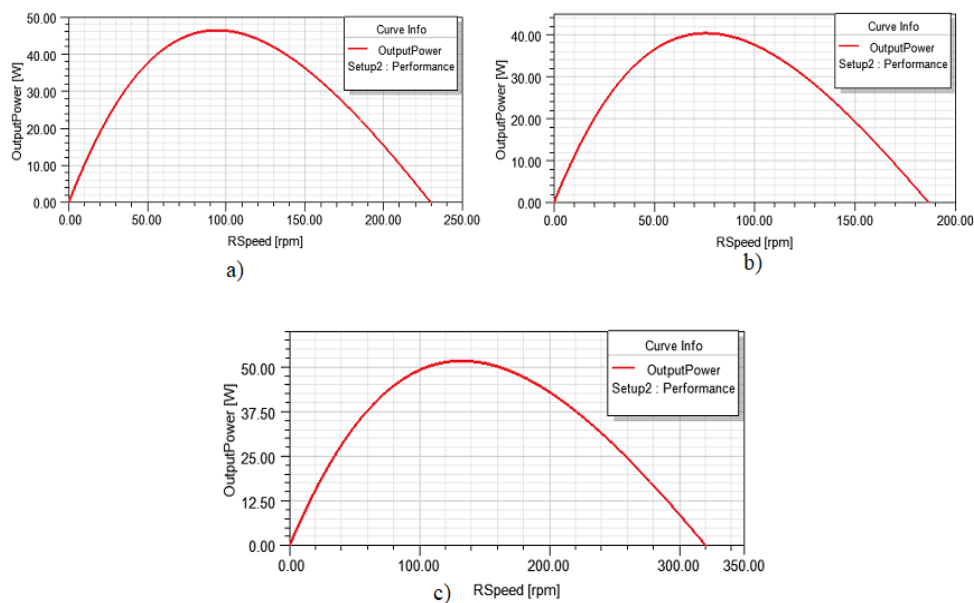 50.00
40.00
30.00
20.00
10.00
0.00
OutputPower [W]
0.00 50.00 100.00 150.00 200.00 250.00
RSpeed [rpm]
Curve Info
OutputPower
Setup2 : Performance
a)
40.00
30.00
20.00
10.00
0.00
OutputPower [W]
0.00 50.00 100.00 150.00 200.00
RSpeed [rpm]
Curve Info
OutputPower
Setup2 : Performance
b)
50.00
37.50
25.00
12.50
0.00
OutputPower [W]
0.00 100.00 200.00 300.00 350.00
RSpeed [rpm]
Curve Info
OutputPower
Setup2 : Performance
c)